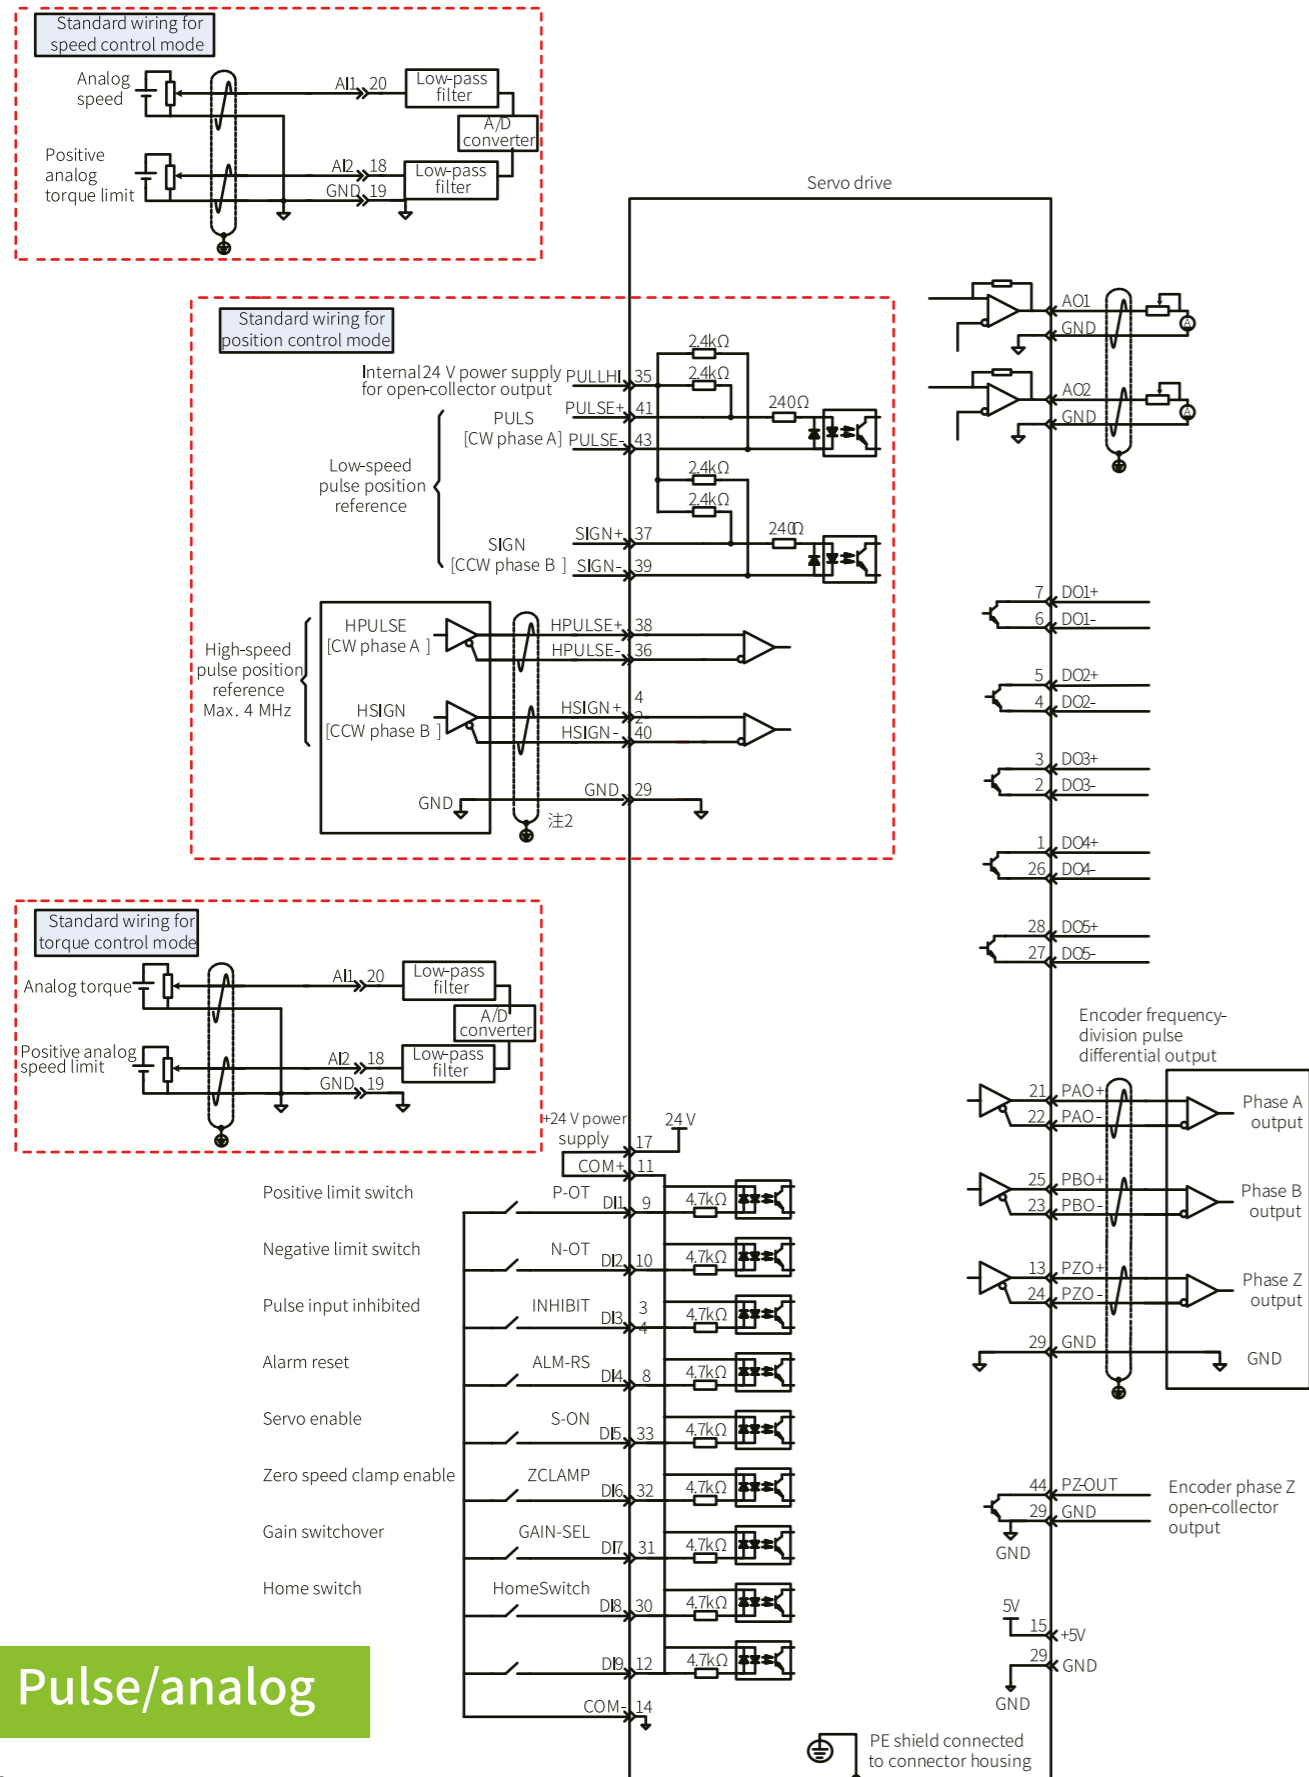 Standard wiring for
speed control mode
Analog
speed
AI1 20
Low-pass
filter
A/D
converter
Positive
analog
torque limit
AI2 18
GND 19
Low-pass
filter
Servo drive
AO1
GND
A
AO2
GND
A
Standard wiring for
position control mode
Internal 24 V power supply
for open-collector output
PULLHI 35
2.4kΩ
2.4kΩ
PULS
[CW phase A]
PULSE+ 41
PULSE- 43
240Ω
Low-speed
pulse position
reference
2.4kΩ
2.4kΩ
SIGN
[CCW phase B ]
SIGN+ 37
SIGN- 39
240Ω
High-speed
pulse position
reference
Max. 4 MHz
HPULSE
[CW phase A ]
HPULSE+ 38
HPULSE- 36
HSIGN
[CCW phase B ]
HSIGN+ 4
2
HSIGN- 40
GND
GND 29
注2
7 DO1+
6 DO1-
5 DO2+
4 DO2-
3 DO3+
2 DO3-
1 DO4+
26 DO4-
28 DO5+
27 DO5-
Standard wiring for
torque control mode
Analog torque
AI1 20
Low-pass
filter
A/D
converter
Positive analog
speed limit
AI2 18
GND 19
Low-pass
filter
Encoder frequency-
division pulse
differential output
21 PAO+
22 PAO-
Phase A
output
25 PBO+
23 PBO-
Phase B
output
13 PZO+
24 PZO-
Phase Z
output
29 GND
GND
+24 V power
supply
24 V
17
COM+ 11
Positive limit switch
P-OT
DI1 9
4.7kΩ
Negative limit switch
N-OT
DI2 10
4.7kΩ
Pulse input inhibited
INHIBIT
DI3 3
4
4.7kΩ
Alarm reset
ALM-RS
DI4 8
4.7kΩ
Servo enable
S-ON
DI5 33
4.7kΩ
Zero speed clamp enable
ZCLAMP
DI6 32
4.7kΩ
Gain switchover
GAIN-SEL
DI7 31
4.7kΩ
Home switch
HomeSwitch
DI8 30
4.7kΩ
DI9 12
4.7kΩ
COM- 14
44 PZ-OUT
29 GND
GND
Encoder phase Z
open-collector
output
5V
15 +5V
29 GND
GND
Pulse/analog
PE shield connected
to connector housing